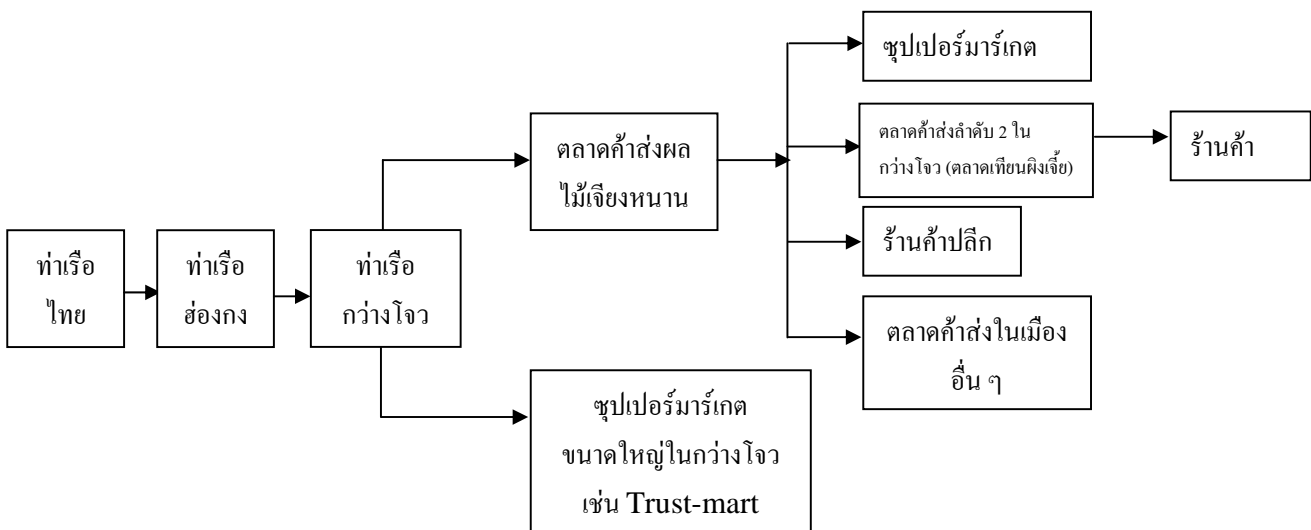 ท่าเรือ
ไทย
ท่าเรือ
ฮ่องกง
ท่าเรือ
กว่างโจว
ตลาดค้าส่งผล
ไม้เจียงหนาน
ซุปเปอร์มาร์เกต
ขนาดใหญ่ในกว่างโจว
เช่น Trust-mart
ซุปเปอร์มาร์เกต
ตลาดค้าส่งลำดับ 2 ใน
กว่างโจว (ตลาดเทียนผิงเจี้ย)
ร้านค้าปลีก
ตลาดค้าส่งในเมือง
อื่น ๆ
ร้านค้า